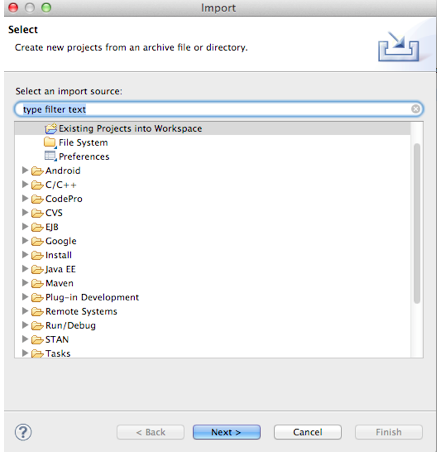 Import
Select
Create new projects from an archive file or directory.
Select an import source:
type filter text
Existing Projects into Workspace
File System
Preferences
Android
C/C++
CodePro
CVS
EJB
Google
Install
Java EE
Maven
Plug-in Development
Remote Systems
Run/Debug
STAN
Tasks
? < Back Next > Cancel Finish